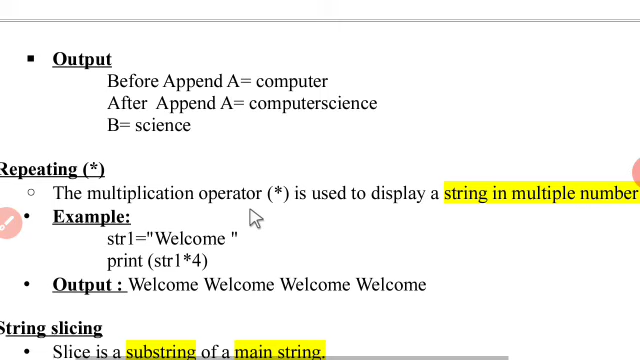 Output
Before Append A= computer
After Append A= computerscience
B= science
Repeating (*)
The multiplication operator (*) is used to display a string in multiple number
Example:
str1="Welcome "
print (str1*4)
Output : Welcome Welcome Welcome Welcome
String slicing
Slice is a substring of a main string.